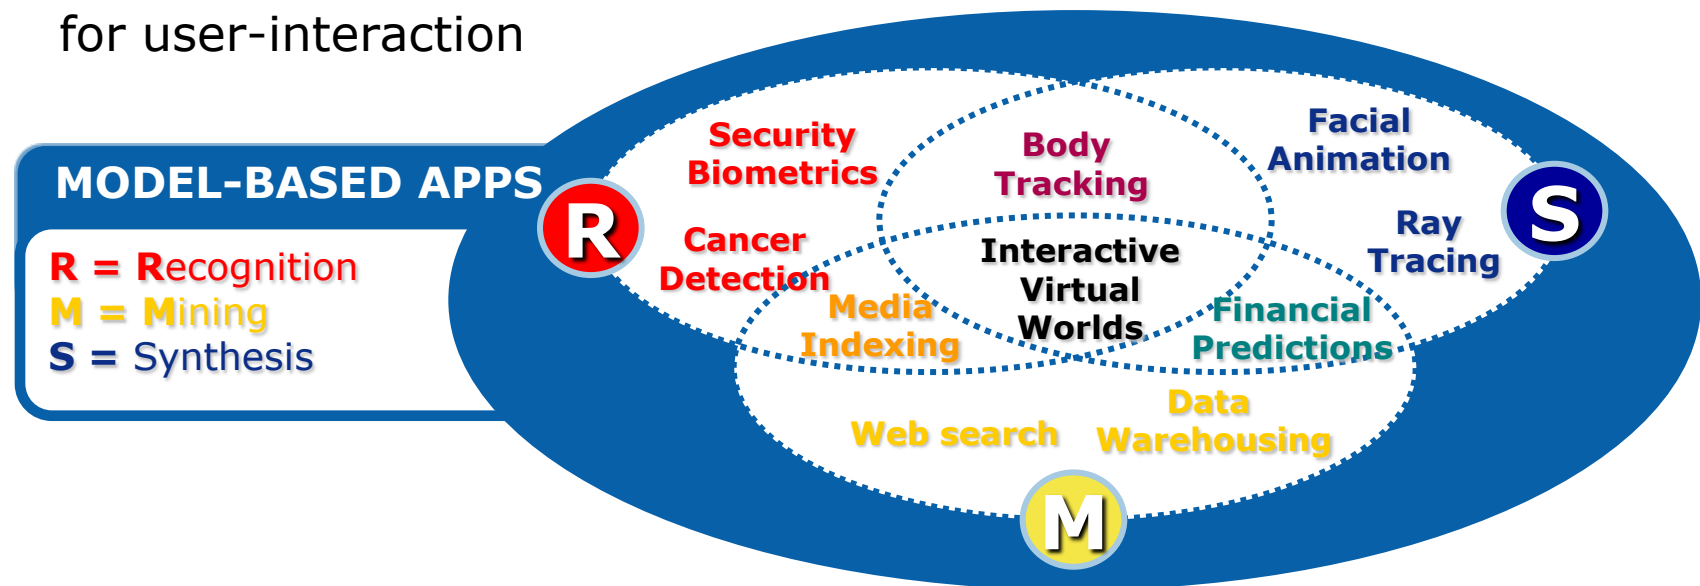 for user-interaction
MODEL-BASED APPS
R = Recognition
M = Mining
S = Synthesis
R
Security
Biometrics
Cancer
Detection
Body
Tracking
Facial
Animation
S
Ray
Tracing
Interactive
Virtual
Worlds
Media
Indexing
Financial
Predictions
Web search
Data
Warehousing
M